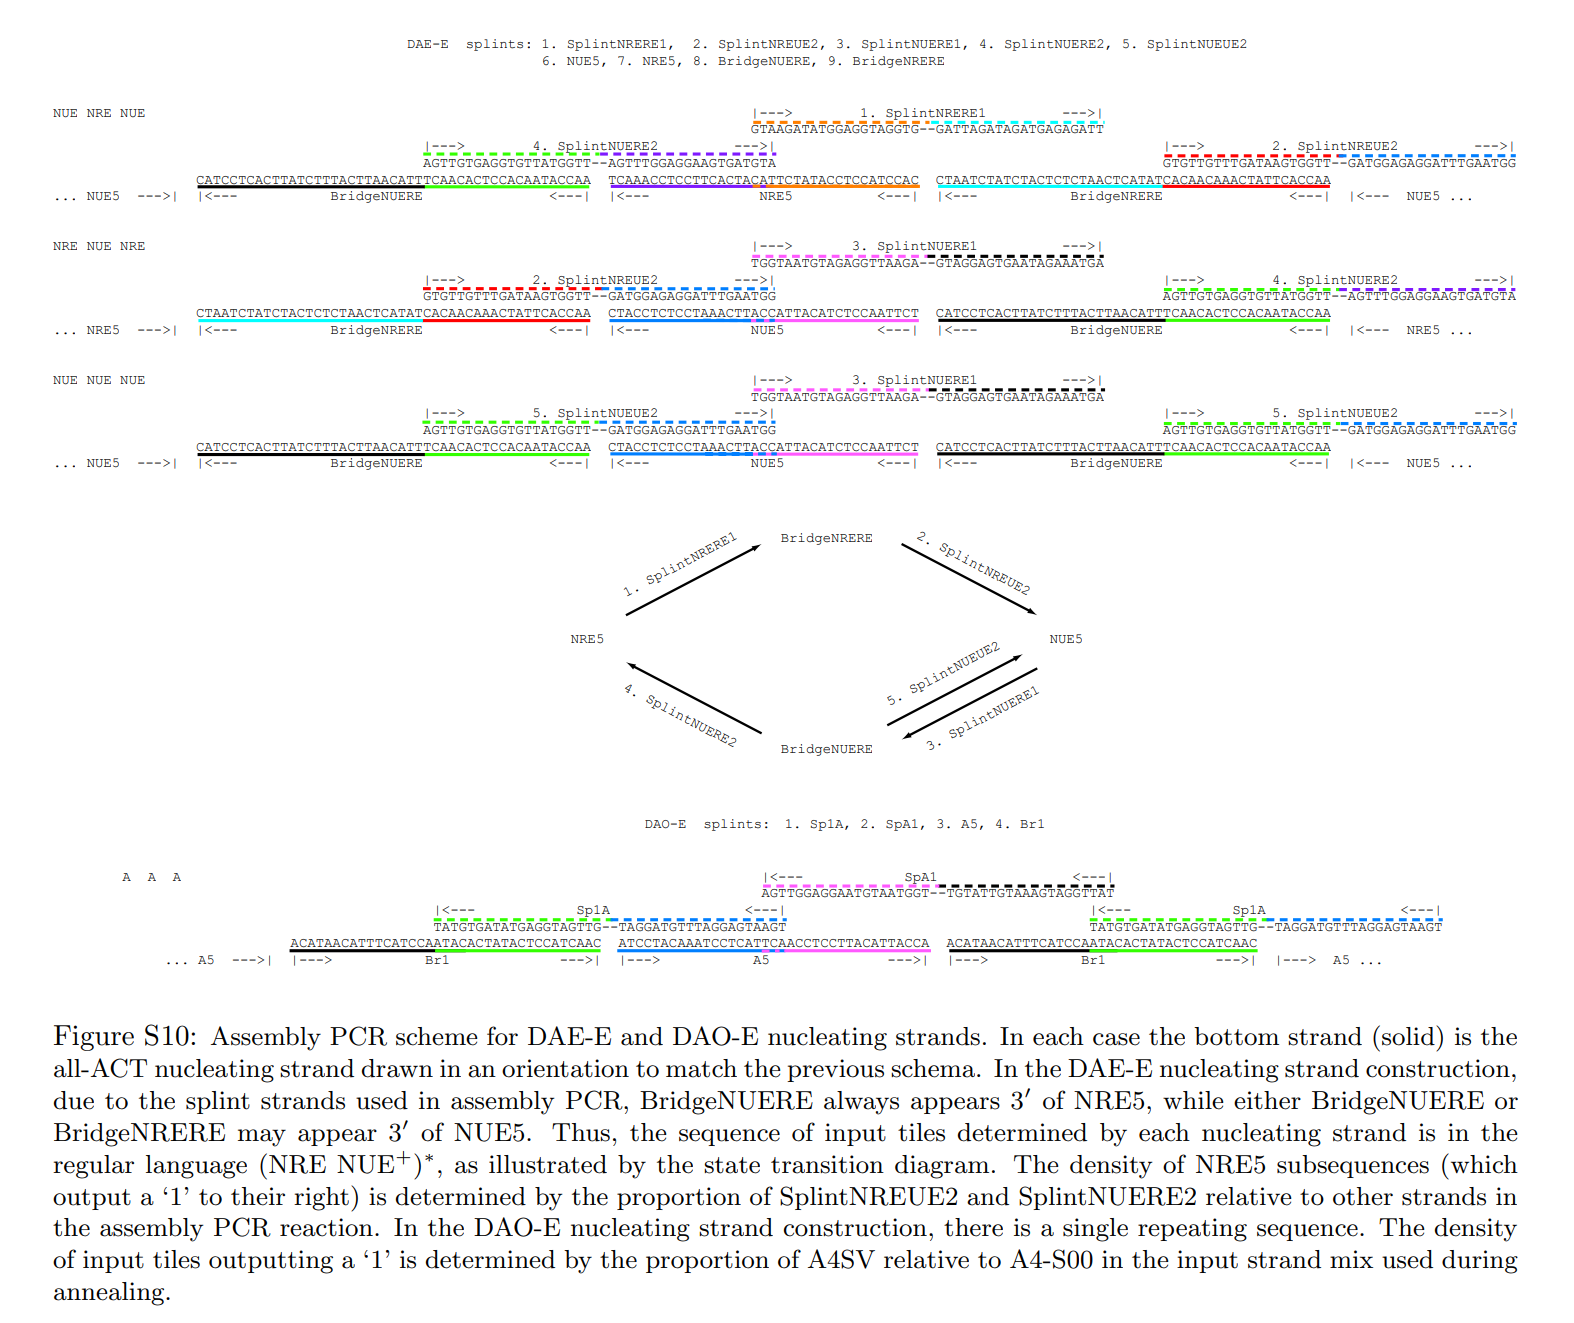 DAE-E splints: 1. SplintNRERE1, 2. SplintNREUE2, 3. SplintNUERE1, 4. SplintNUERE2, 5. SplintNUEUE2
6. NUE5, 7. NRE5, 8. BridgeNUERE, 9. BridgeNRERE
NUE NRE NUE |---> 1. SplintNRERE1 --->|
GTAAGATATGGAGGTAGGTG--GATTAGATAGATGAGAGATT
|---> 4. SplintNUERE2 --->| |---> 2. SplintNREUE2 --->|
AGTTGTGAGGTGTTATGGTT--AGTTTGGAGGAAGTGATGTA GTGTTGTTTGATAAGTGGTT--GATGGAGAGGATTTGAATGG
CATCCTCACTTATCTTTACTTAACATTTCAACACTCCACAATACCAA TCAAACCTCCTTCACTACATTCTATACCTCCATCCAC CTAATCTATCTACTCTCTAACTCATATCACAACAAACTATTCACCAA
... NUE5 --->| |<--- BridgeNUERE <---| |<--- NRE5 <---| |<--- BridgeNRERE <---| |<--- NUE5 ...
NRE NUE NRE |---> 3. SplintNUERE1 --->|
TGGTAATGTAGAGGTTAAGA--GTAGGAGTGAATAGAAATGA
|---> 2. SplintNREUE2 --->| |---> 4. SplintNUERE2 --->|
GTGTTGTTTGATAAGTGGTT--GATGGAGAGGATTTGAATGG AGTTGTGAGGTGTTATGGTT--AGTTTGGAGGAAGTGATGTA
CTAATCTATCTACTCTCTAACTCATATCACAACAAACTATTCACCAA CTACCTCTCCTAAACTTACCATTACATCTCCAATTCT CATCCTCACTTATCTTTACTTAACATTTCAACACTCCACAATACCAA
... NRE5 --->| |<--- BridgeNRERE <---| |<--- NUE5 <---| |<--- BridgeNUERE <---| |<--- NRE5 ...
NUE NUE NUE |---> 3. SplintNUERE1 --->|
TGGTAATGTAGAGGTTAAGA--GTAGGAGTGAATAGAAATGA
|---> 5. SplintNUEUE2 --->| |---> 5. SplintNUEUE2 --->|
AGTTGTGAGGTGTTATGGTT--GATGGAGAGGATTTGAATGG AGTTGTGAGGTGTTATGGTT--GATGGAGAGGATTTGAATGG
CATCCTCACTTATCTTTACTTAACATTTCAACACTCCACAATACCAA CTACCTCTCCTAAACTTACCATTACATCTCCAATTCT CATCCTCACTTATCTTTACTTAACATTTCAACACTCCACAATACCAA
... NUE5 --->| |<--- BridgeNUERE <---| |<--- NUE5 <---| |<--- BridgeNUERE <---| |<--- NUE5 ...
BridgeNRERE
1. SplintNRERE1
2. SplintNREUE2
NRE5
NUE5
4. SplintNUERE2
5. SplintNUEUE2
3. SplintNUERE1
BridgeNUERE
DAO-E splints: 1. Sp1A, 2. SpA1, 3. A5, 4. Br1
A A A |<--- SpA1 <---|
AGTTGGAGGAATGTAATGGT--TGTATTGTAAAGTAGGTTAT
|<--- Sp1A <---| |<--- Sp1A <---|
TATGTGATATGAGGTAGTTG--TAGGATGTTTAGGAGTAAGT TATGTGATATGAGGTAGTTG--TAGGATGTTTAGGAGTAAGT
ACATAACATTTCATCCAATACACTATACTCCATCAAC ATCCTACAAATCCTCATTCAACCTCCTTACATTACCA ACATAACATTTCATCCAATACACTATACTCCATCAAC
... A5 --->| |---> Br1 --->| |---> A5 --->| |---> Br1 --->| |---> A5 ...
Figure S10: Assembly PCR scheme for DAE-E and DAO-E nucleating strands. In each case the bottom strand (solid) is the
all-ACT nucleating strand drawn in an orientation to match the previous schema. In the DAE-E nucleating strand construction,
due to the splint strands used in assembly PCR, BridgeNUERE always appears 3′ of NRE5, while either BridgeNUERE or
BridgeNRERE may appear 3′ of NUE5. Thus, the sequence of input tiles determined by each nucleating strand is in the
regular language (NRE NUE⁺)*, as illustrated by the state transition diagram. The density of NRE5 subsequences (which
output a ‘1’ to their right) is determined by the proportion of SplintNREUE2 and SplintNUERE2 relative to other strands in
the assembly PCR reaction. In the DAO-E nucleating strand construction, there is a single repeating sequence. The density
of input tiles outputting a ‘1’ is determined by the proportion of A4SV relative to A4-S00 in the input strand mix used during
annealing.